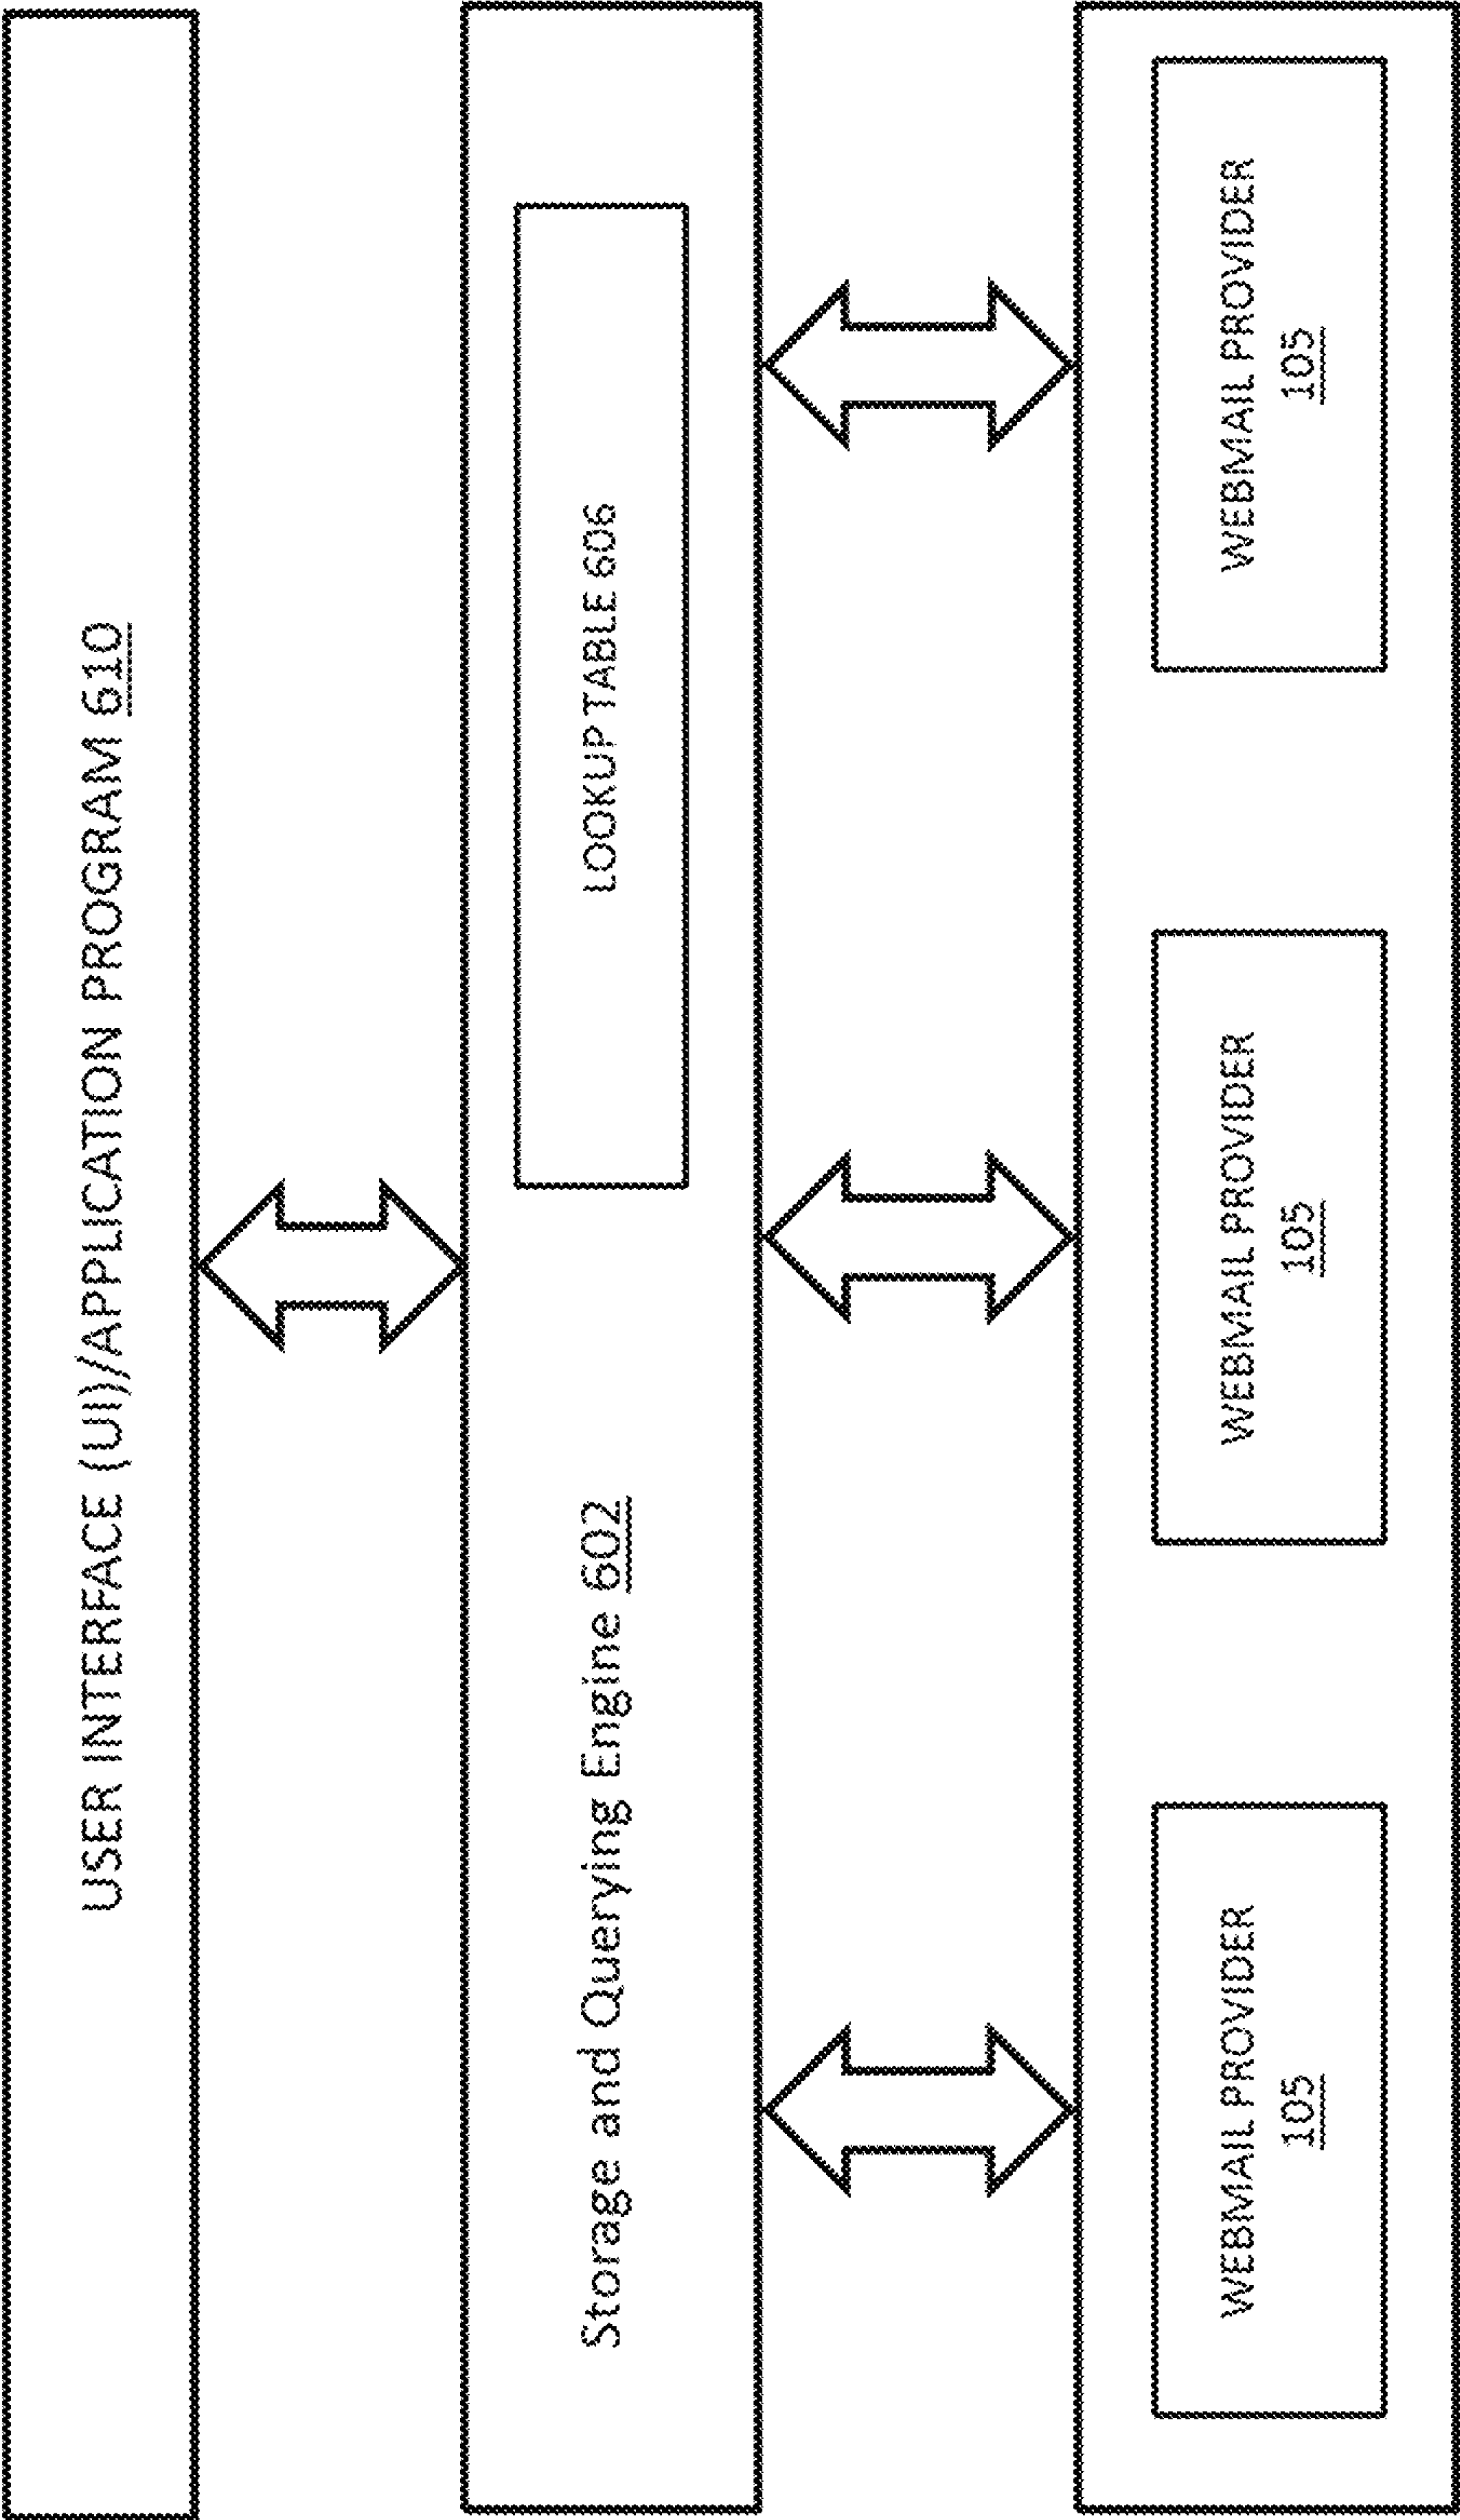 USER INTERFACE (UI)/APPLICATION PROGRAM 610
Storage and Querying Engine 602
LOOKUP TABLE 606
WEBMAIL PROVIDER
105
WEBMAIL PROVIDER
105
WEBMAIL PROVIDER
105